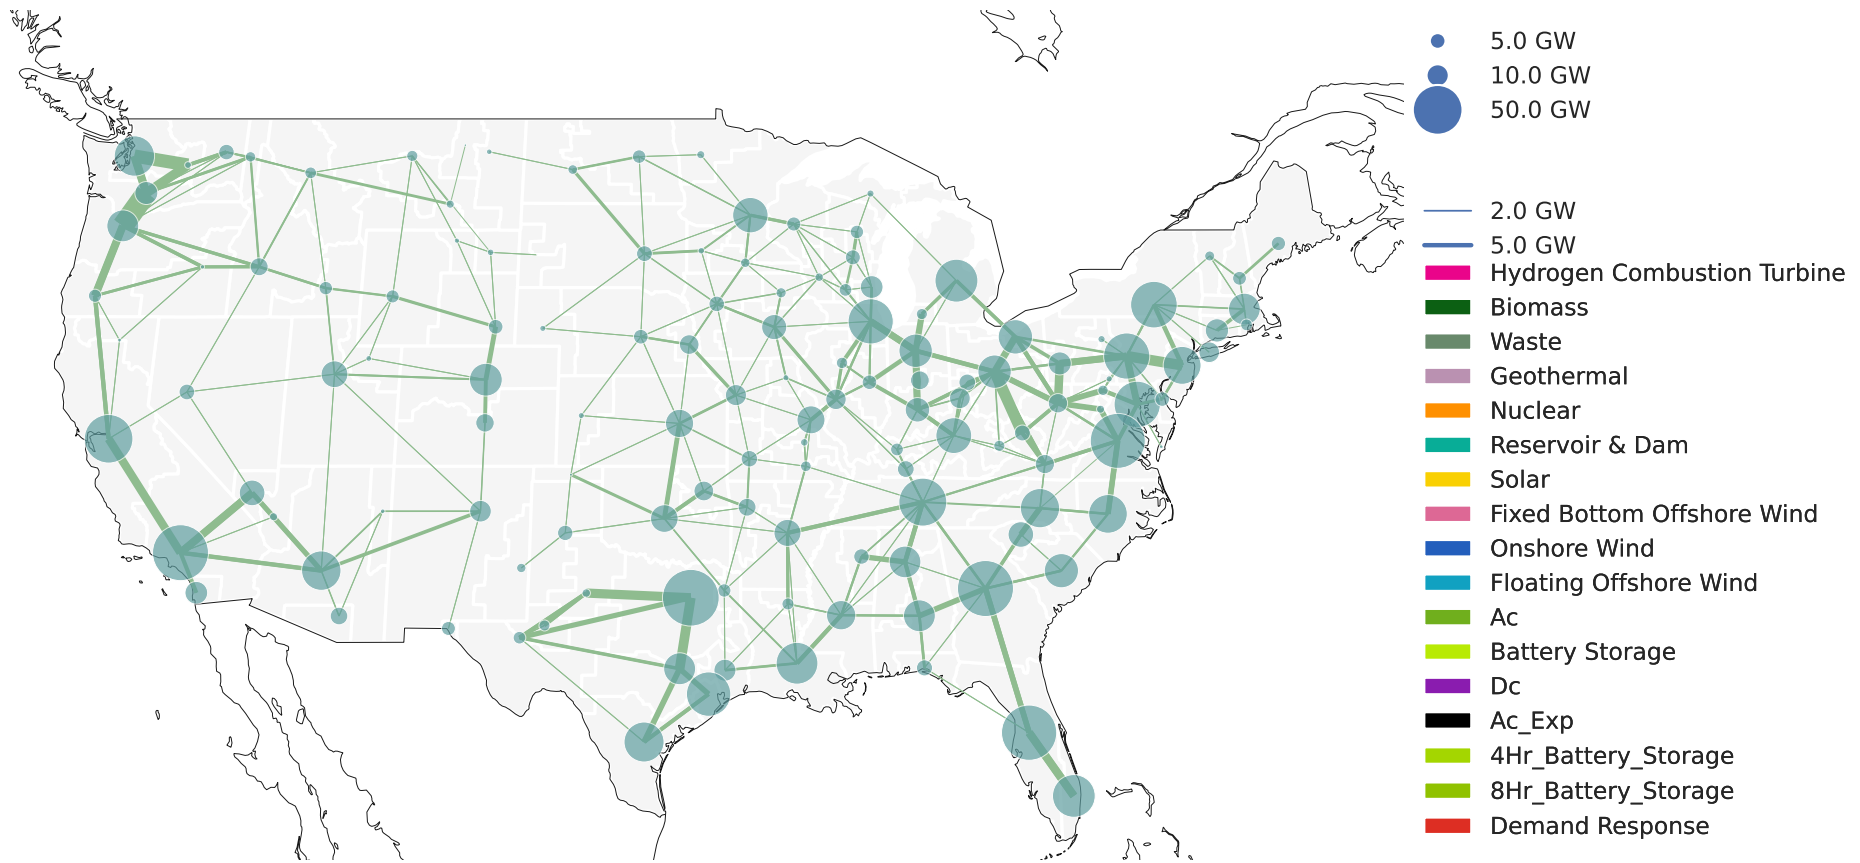 5.0 GW
10.0 GW
50.0 GW
2.0 GW
5.0 GW
Hydrogen Combustion Turbine
Biomass
Waste
Geothermal
Nuclear
Reservoir & Dam
Solar
Fixed Bottom Offshore Wind
Onshore Wind
Floating Offshore Wind
Ac
Battery Storage
Dc
Ac_Exp
4Hr_Battery_Storage
8Hr_Battery_Storage
Demand Response